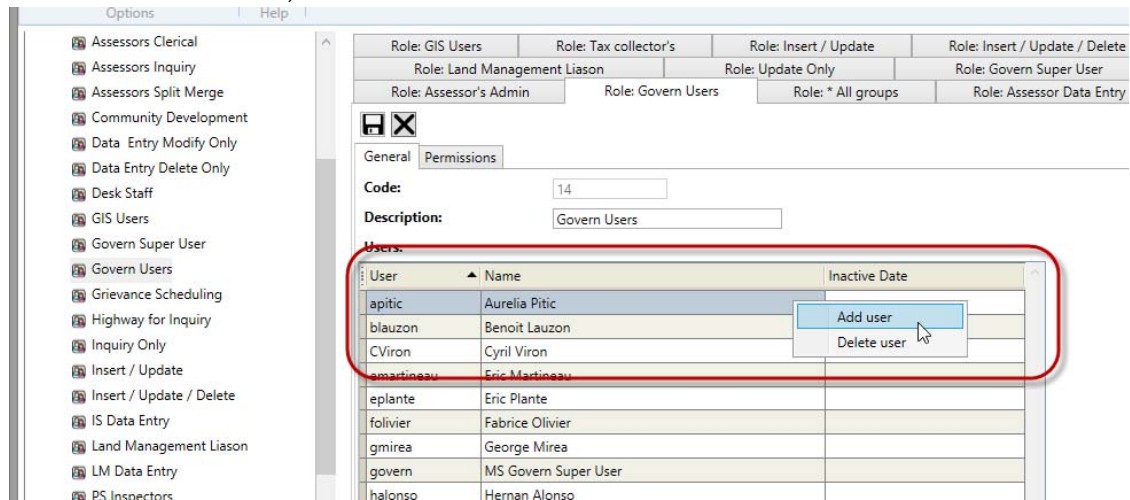 Options Help
Assessors Clerical
Assessors Inquiry
Assessors Split Merge
Community Development
Data Entry Modify Only
Data Entry Delete Only
Desk Staff
GIS Users
Govern Super User
Govern Users
Grievance Scheduling
Highway for Inquiry
Inquiry Only
Insert / Update
Insert / Update / Delete
IS Data Entry
Land Management Liason
LM Data Entry
PS Inspectors
Role: GIS Users Role: Tax collector's Role: Insert / Update Role: Insert / Update / Delete
Role: Land Management Liason Role: Update Only Role: Govern Super User
Role: Assessor's Admin Role: Govern Users Role: * All groups Role: Assessor Data Entry
General Permissions
Code: 14
Description: Govern Users
Users:
User Name Inactive Date
apitic Aurelia Pitic
blauzon Benoit Lauzon
CViron Cyril Viron
emartineau Eric Martineau
eplante Eric Plante
folivier Fabrice Olivier
gmirea George Mirea
govern MS Govern Super User
halonso Hernan Alonso
Add user
Delete user